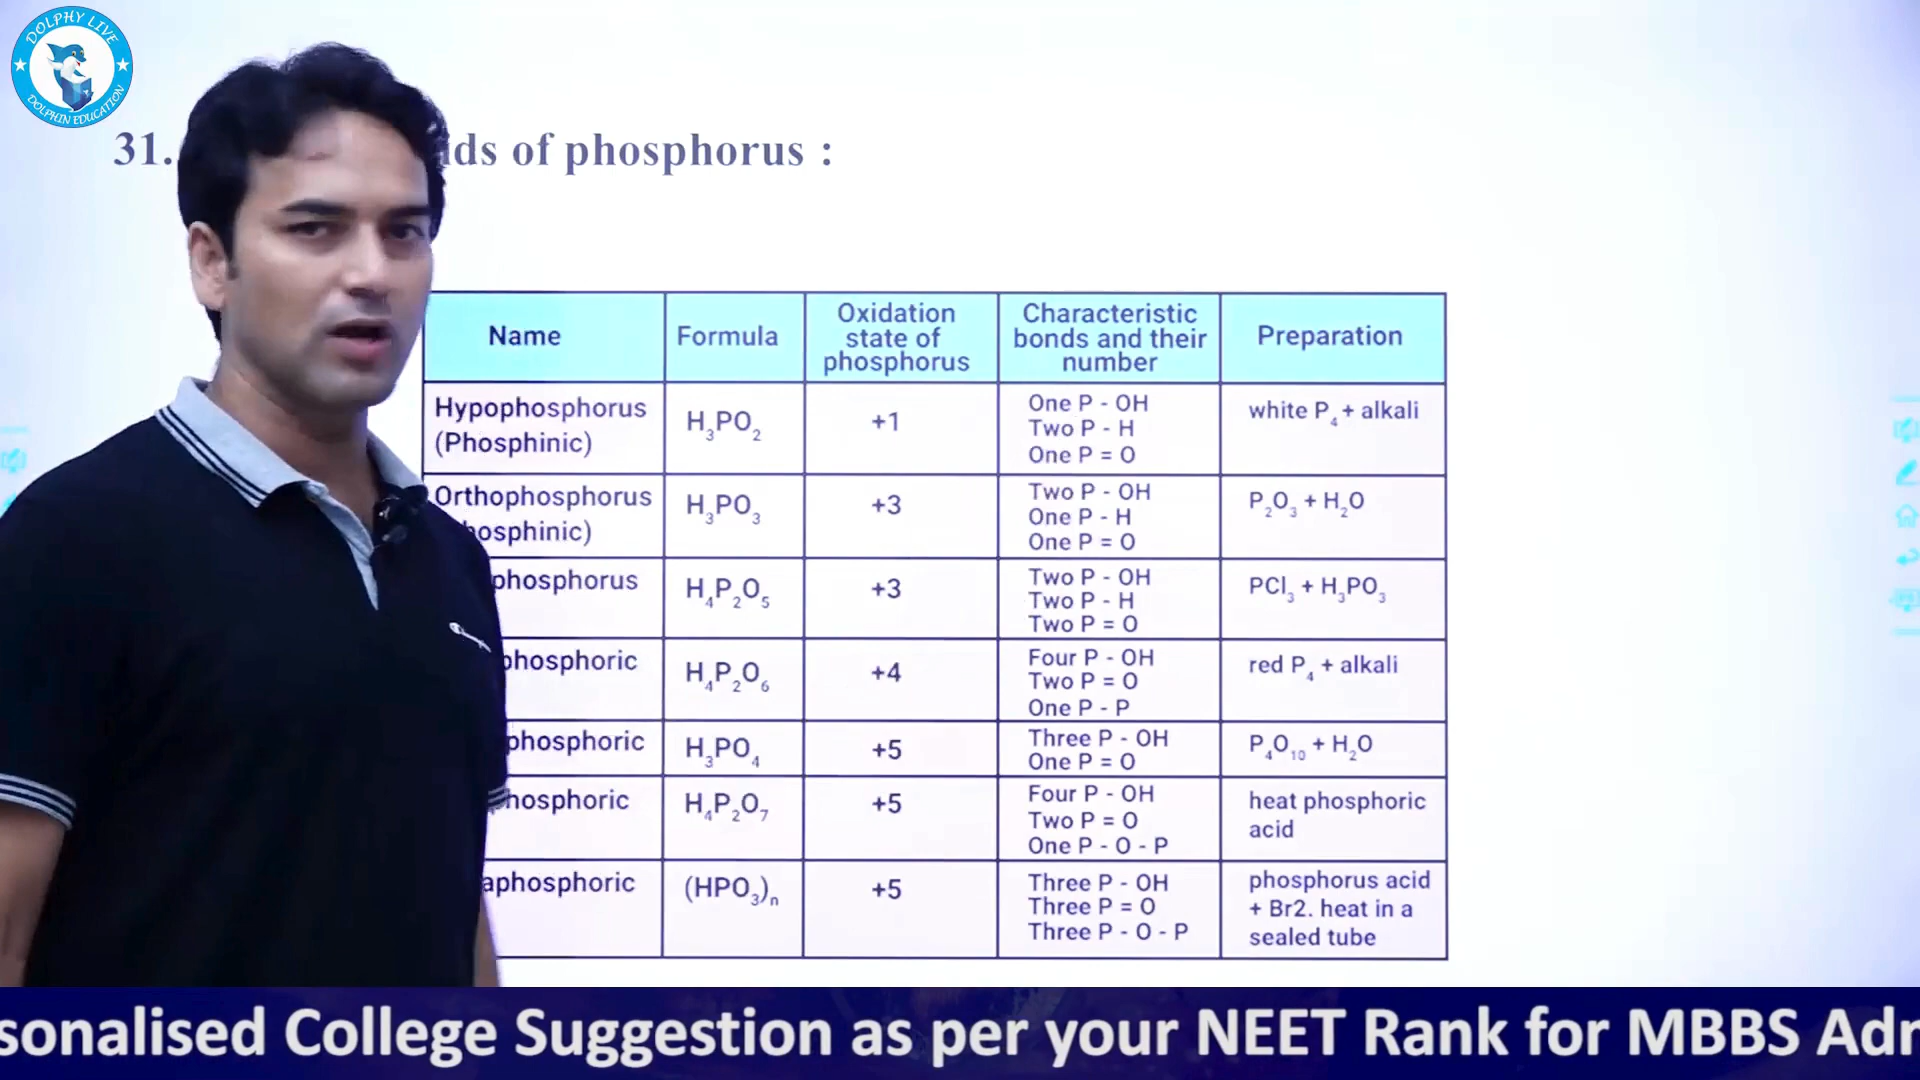 DOLPHY LIVE
DOLPHIN EDUCATION
31. ids of phosphorus :
Name
Formula
Oxidation
state of
phosphorus
Characteristic
bonds and their
number
Preparation
Hypophosphorus
(Phosphinic)
H₃PO₂
+1
One P - OH
Two P - H
One P = O
white P₄ + alkali
Orthophosphorus
osphinic)
H₃PO₃
+3
Two P - OH
One P - H
One P = O
P₂O₃ + H₂O
phosphorus
H₄P₂O₅
+3
Two P - OH
Two P - H
Two P = O
PCl₃ + H₃PO₃
phosphoric
H₄P₂O₆
+4
Four P - OH
Two P = O
One P - P
red P₄ + alkali
phosphoric
H₃PO₄
+5
Three P - OH
One P = O
P₄O₁₀ + H₂O
hosphoric
H₄P₂O₇
+5
Four P - OH
Two P = O
One P - O - P
heat phosphoric
acid
aphosphoric
(HPO₃)ₙ
+5
Three P - OH
Three P = O
Three P - O - P
phosphorus acid
+ Br2. heat in a
sealed tube
sonalised College Suggestion as per your NEET Rank for MBBS Adm